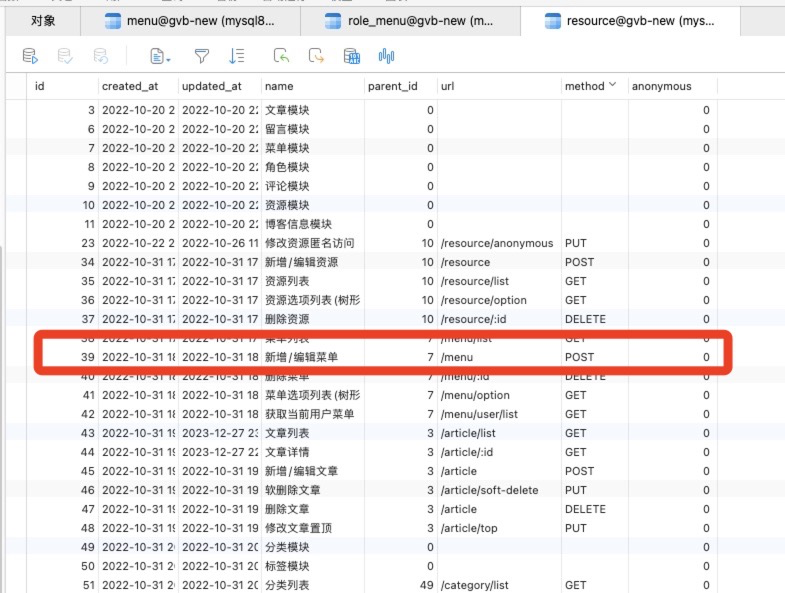 对象 menu@gvb-new (mysql8... role_menu@gvb-new (m... resource@gvb-new (mys...
id created_at updated_at name parent_id url method anonymous
3 2022-10-20 2 2022-10-20 22 文章模块 0 0
6 2022-10-20 2 2022-10-20 22 留言模块 0 0
7 2022-10-20 2 2022-10-20 22 菜单模块 0 0
8 2022-10-20 2 2022-10-20 22 角色模块 0 0
9 2022-10-20 2 2022-10-20 22 评论模块 0 0
10 2022-10-20 2 2022-10-20 22 资源模块 0 0
11 2022-10-20 2 2022-10-20 22 博客信息模块 0 0
23 2022-10-22 2 2022-10-26 11 修改资源匿名访问 10 /resource/anonymous PUT 0
34 2022-10-31 17 2022-10-31 17 新增/编辑资源 10 /resource POST 0
35 2022-10-31 17 2022-10-31 17 资源列表 10 /resource/list GET 0
36 2022-10-31 17 2022-10-31 17 资源选项列表(树形 10 /resource/option GET 0
37 2022-10-31 17 2022-10-31 17 删除资源 10 /resource/:id DELETE 0
38 2022-10-31 17 2022-10-31 17 菜单列表 7 /menu/list GET 0
39 2022-10-31 18 2022-10-31 18 新增/编辑菜单 7 /menu POST 0
40 2022-10-31 18 2022-10-31 18 删除菜单 7 /menu/:id DELETE 0
41 2022-10-31 18 2022-10-31 18 菜单选项列表(树形 7 /menu/option GET 0
42 2022-10-31 18 2022-10-31 18 获取当前用户菜单 7 /menu/user/list GET 0
43 2022-10-31 19 2023-12-27 23 文章列表 3 /article/list GET 0
44 2022-10-31 19 2023-12-27 22 文章详情 3 /article/:id GET 0
45 2022-10-31 19 2022-10-31 19 新增/编辑文章 3 /article POST 0
46 2022-10-31 19 2022-10-31 19 软删除文章 3 /article/soft-delete PUT 0
47 2022-10-31 19 2022-10-31 19 删除文章 3 /article DELETE 0
48 2022-10-31 19 2022-10-31 19 修改文章置顶 3 /article/top PUT 0
49 2022-10-31 2 2022-10-31 20 分类模块 0 0
50 2022-10-31 2 2022-10-31 20 标签模块 0 0
51 2022-10-31 2 2022-10-31 20 分类列表 49 /category/list GET 0